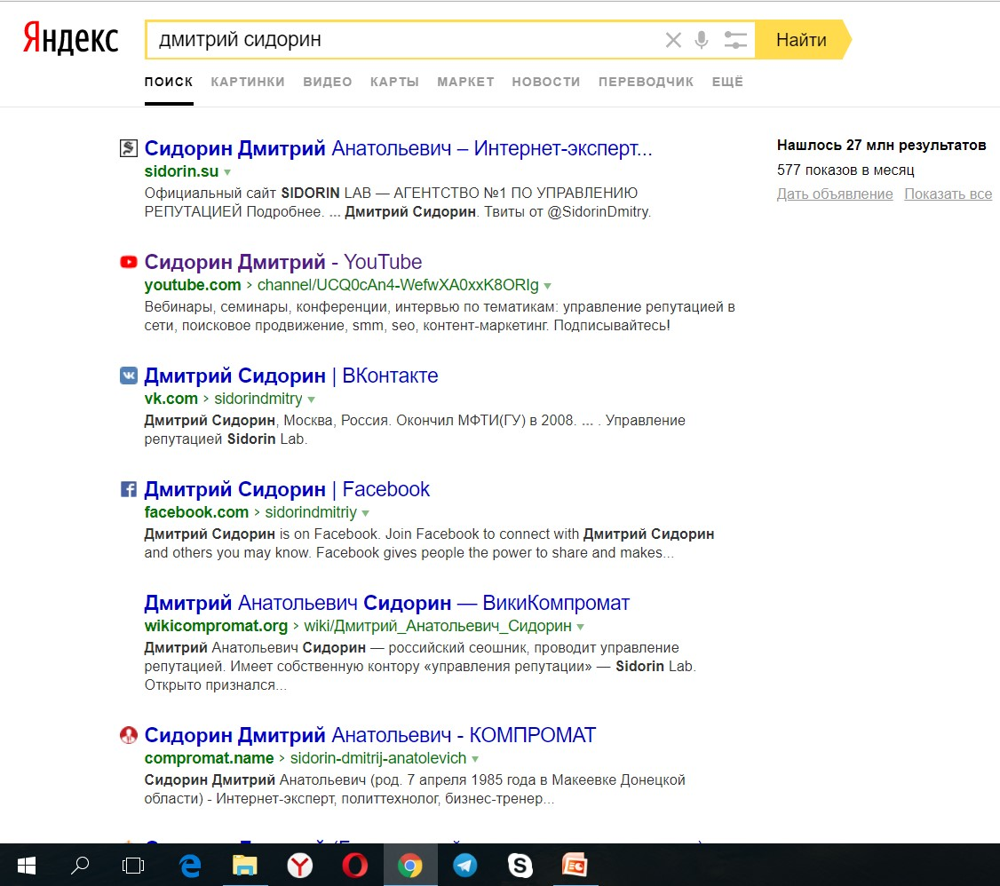 Яндекс
дмитрий сидорин
Найти
ПОИСК КАРТИНКИ ВИДЕО КАРТЫ МАРКЕТ НОВОСТИ ПЕРЕВОДЧИК ЕЩЁ
Сидорин Дмитрий Анатольевич – Интернет-эксперт...
sidorin.su
Официальный сайт SIDORIN LAB — АГЕНТСТВО №1 ПО УПРАВЛЕНИЮ
РЕПУТАЦИЕЙ Подробнее. ... Дмитрий Сидорин. Твиты от @SidorinDmitry.
Нашлось 27 млн результатов
577 показов в месяц
Дать объявление Показать все
Сидорин Дмитрий - YouTube
youtube.com › channel/UCQ0cAn4-WefwXA0xxK8ORIg
Вебинары, семинары, конференции, интервью по тематикам: управление репутацией в
сети, поисковое продвижение, smm, seo, контент-маркетинг. Подписывайтесь!
Дмитрий Сидорин | ВКонтакте
vk.com › sidorindmitry
Дмитрий Сидорин, Москва, Россия. Окончил МФТИ(ГУ) в 2008. ... . Управление
репутацией Sidorin Lab.
Дмитрий Сидорин | Facebook
facebook.com › sidorindmitriy
Дмитрий Сидорин is on Facebook. Join Facebook to connect with Дмитрий Сидорин
and others you may know. Facebook gives people the power to share and makes...
Дмитрий Анатольевич Сидорин — ВикиКомпромат
wikicompromat.org › wiki/Дмитрий_Анатольевич_Сидорин
Дмитрий Анатольевич Сидорин — российский сеошник, проводит управление
репутацией. Имеет собственную контору «управления репутации» — Sidorin Lab.
Открыто признался...
Сидорин Дмитрий Анатольевич - КОМПРОМАТ
compromat.name › sidorin-dmitrij-anatolevich
Сидорин Дмитрий Анатольевич (род. 7 апреля 1985 года в Макеевке Донецкой
области) - Интернет-эксперт, политтехнолог, бизнес-тренер...